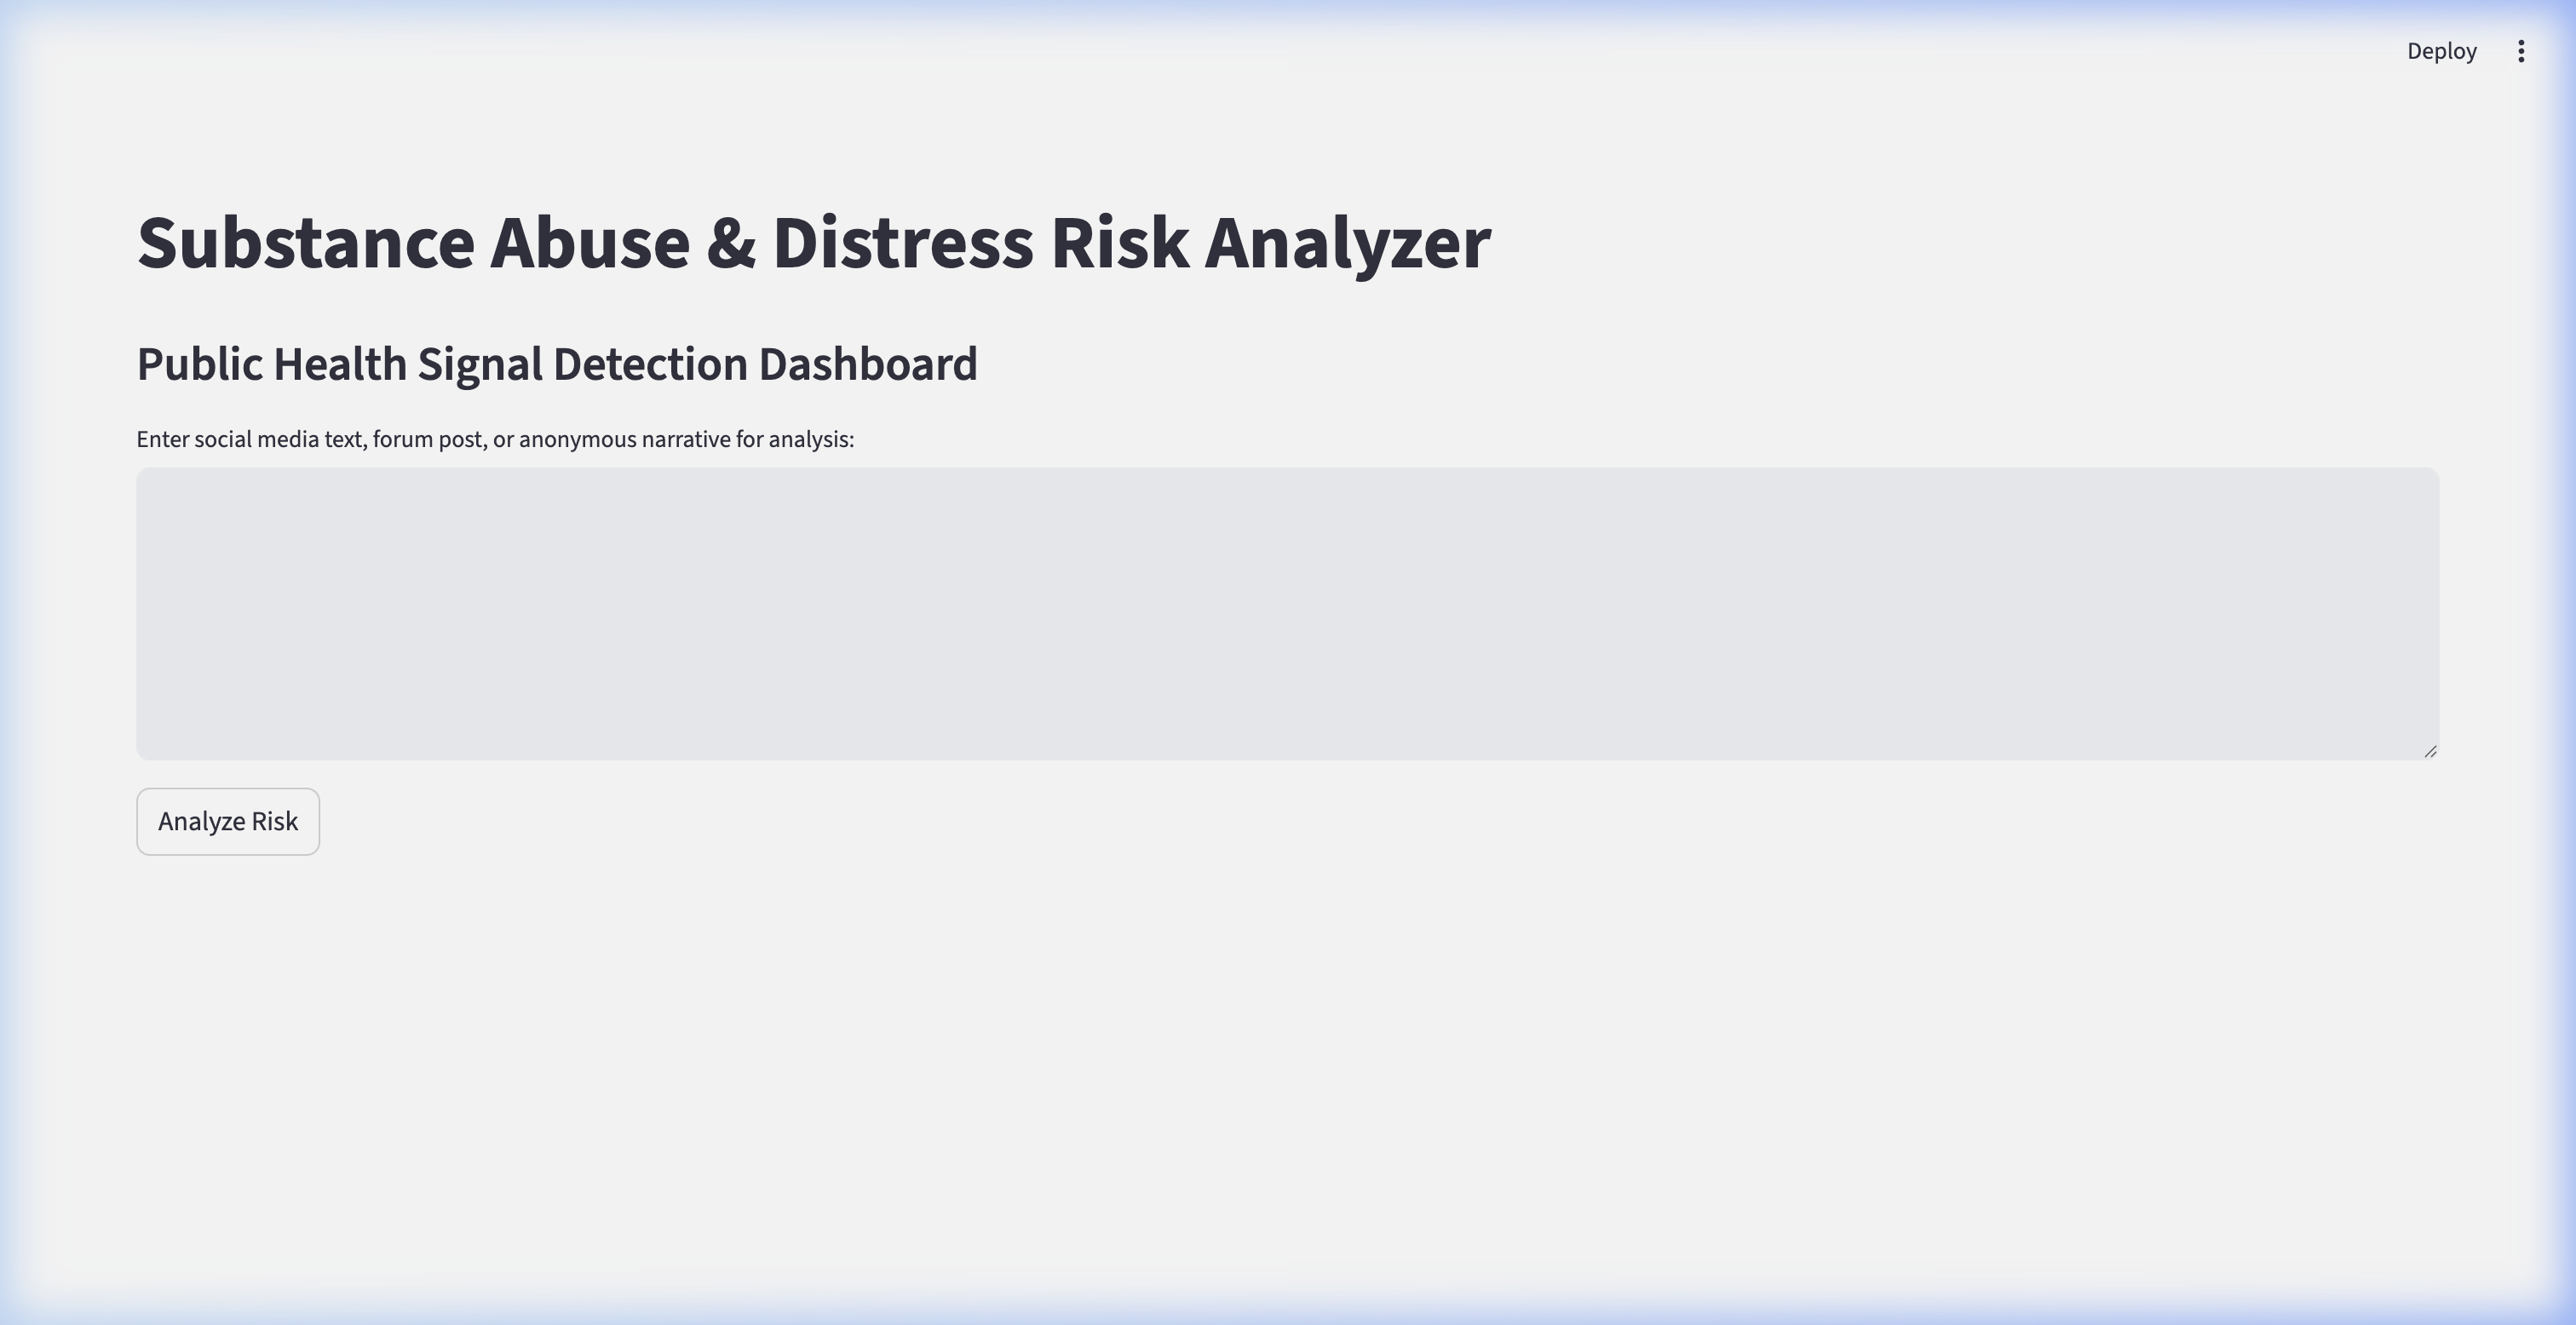 Deploy
Substance Abuse & Distress Risk Analyzer
Public Health Signal Detection Dashboard
Enter social media text, forum post, or anonymous narrative for analysis:
Analyze Risk